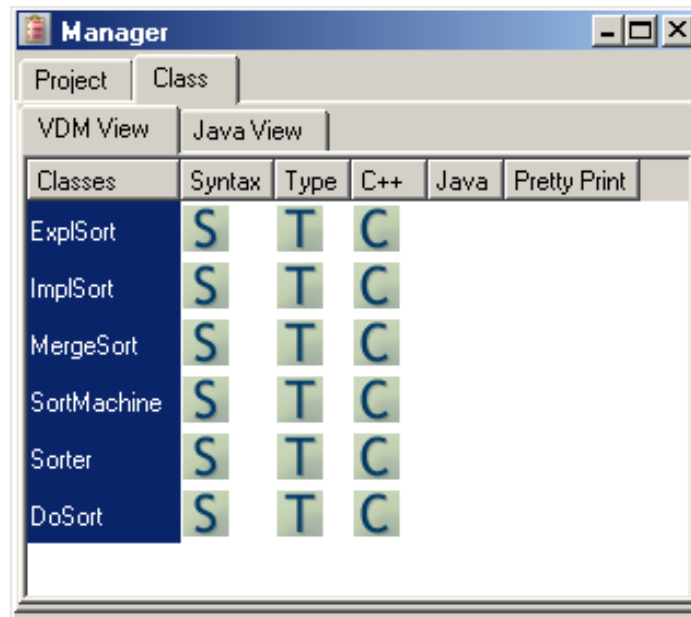 Manager
Project Class
VDM View Java View
Classes Syntax Type C++ Java Pretty Print
ExplSort S T C
ImplSort S T C
MergeSort S T C
SortMachine S T C
Sorter S T C
DoSort S T C